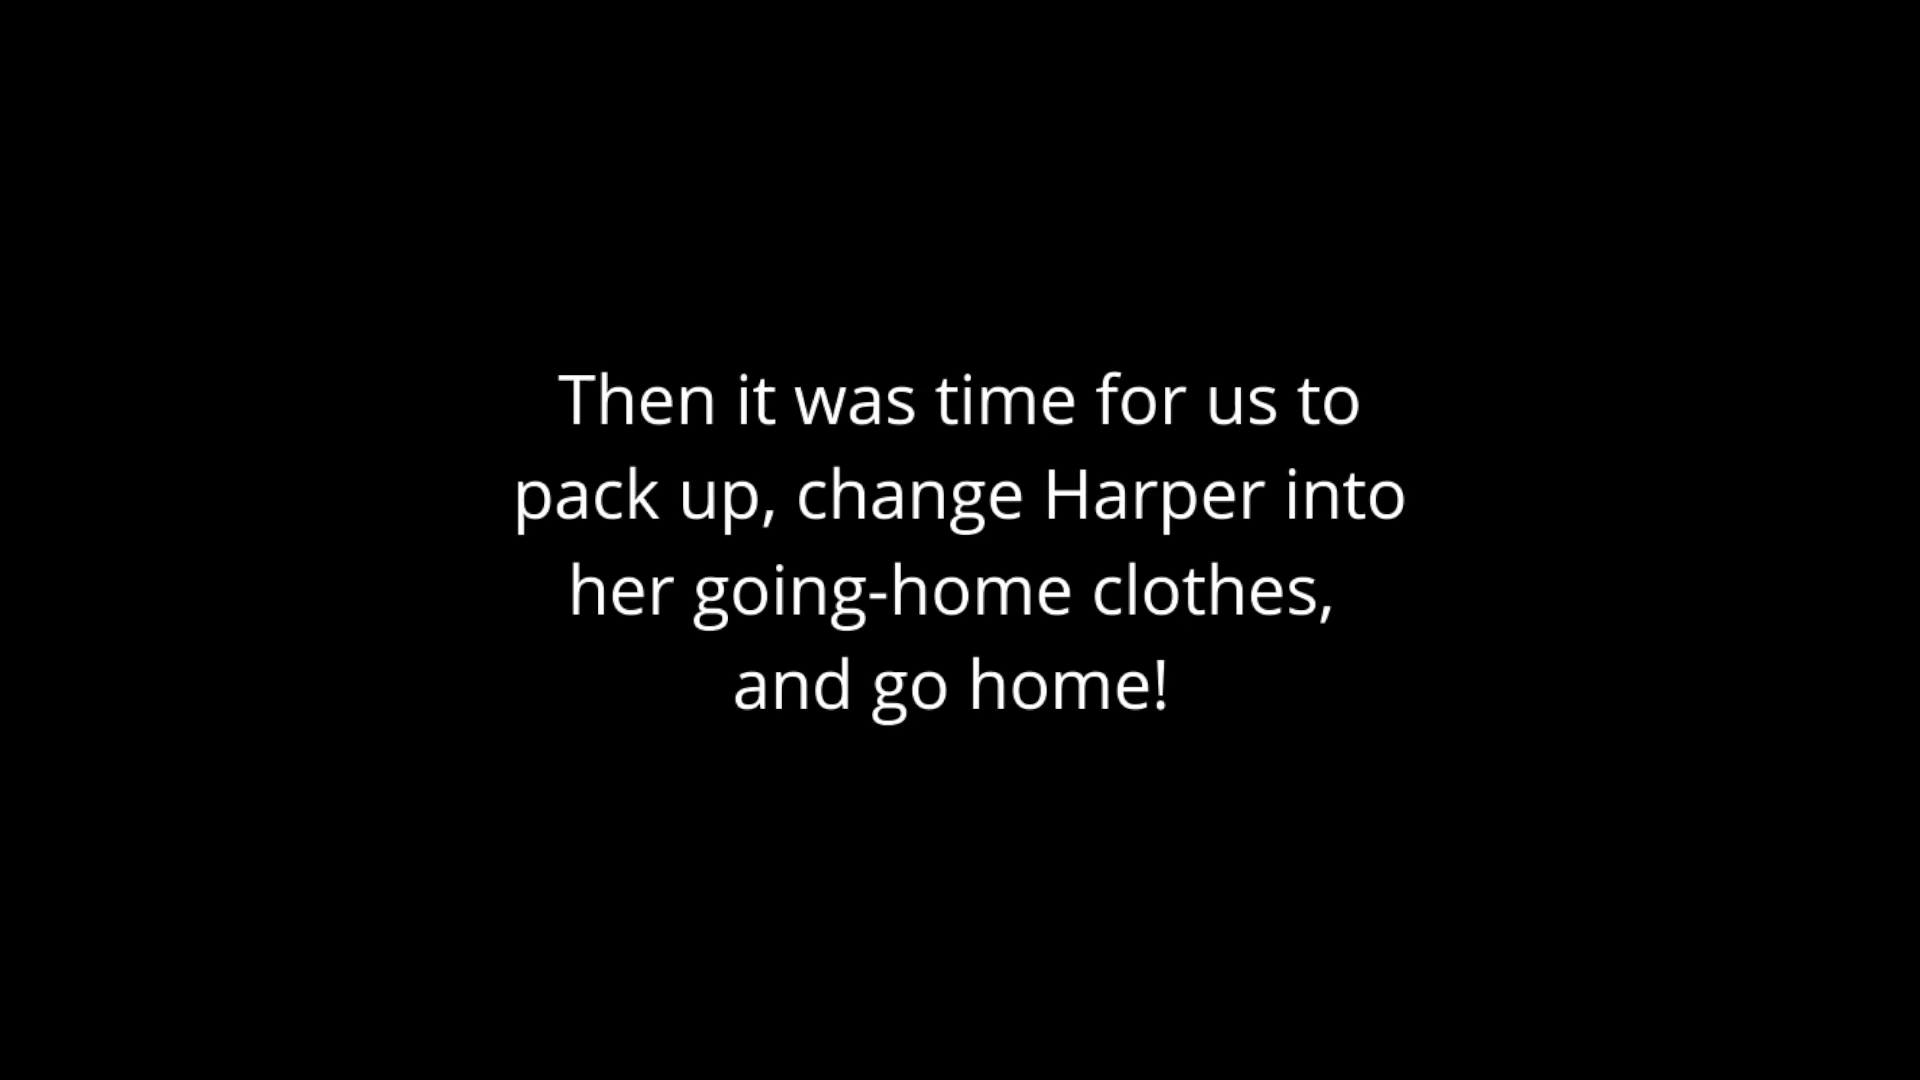 Then it was time for us to
pack up, change Harper into
her going-home clothes,
and go home!